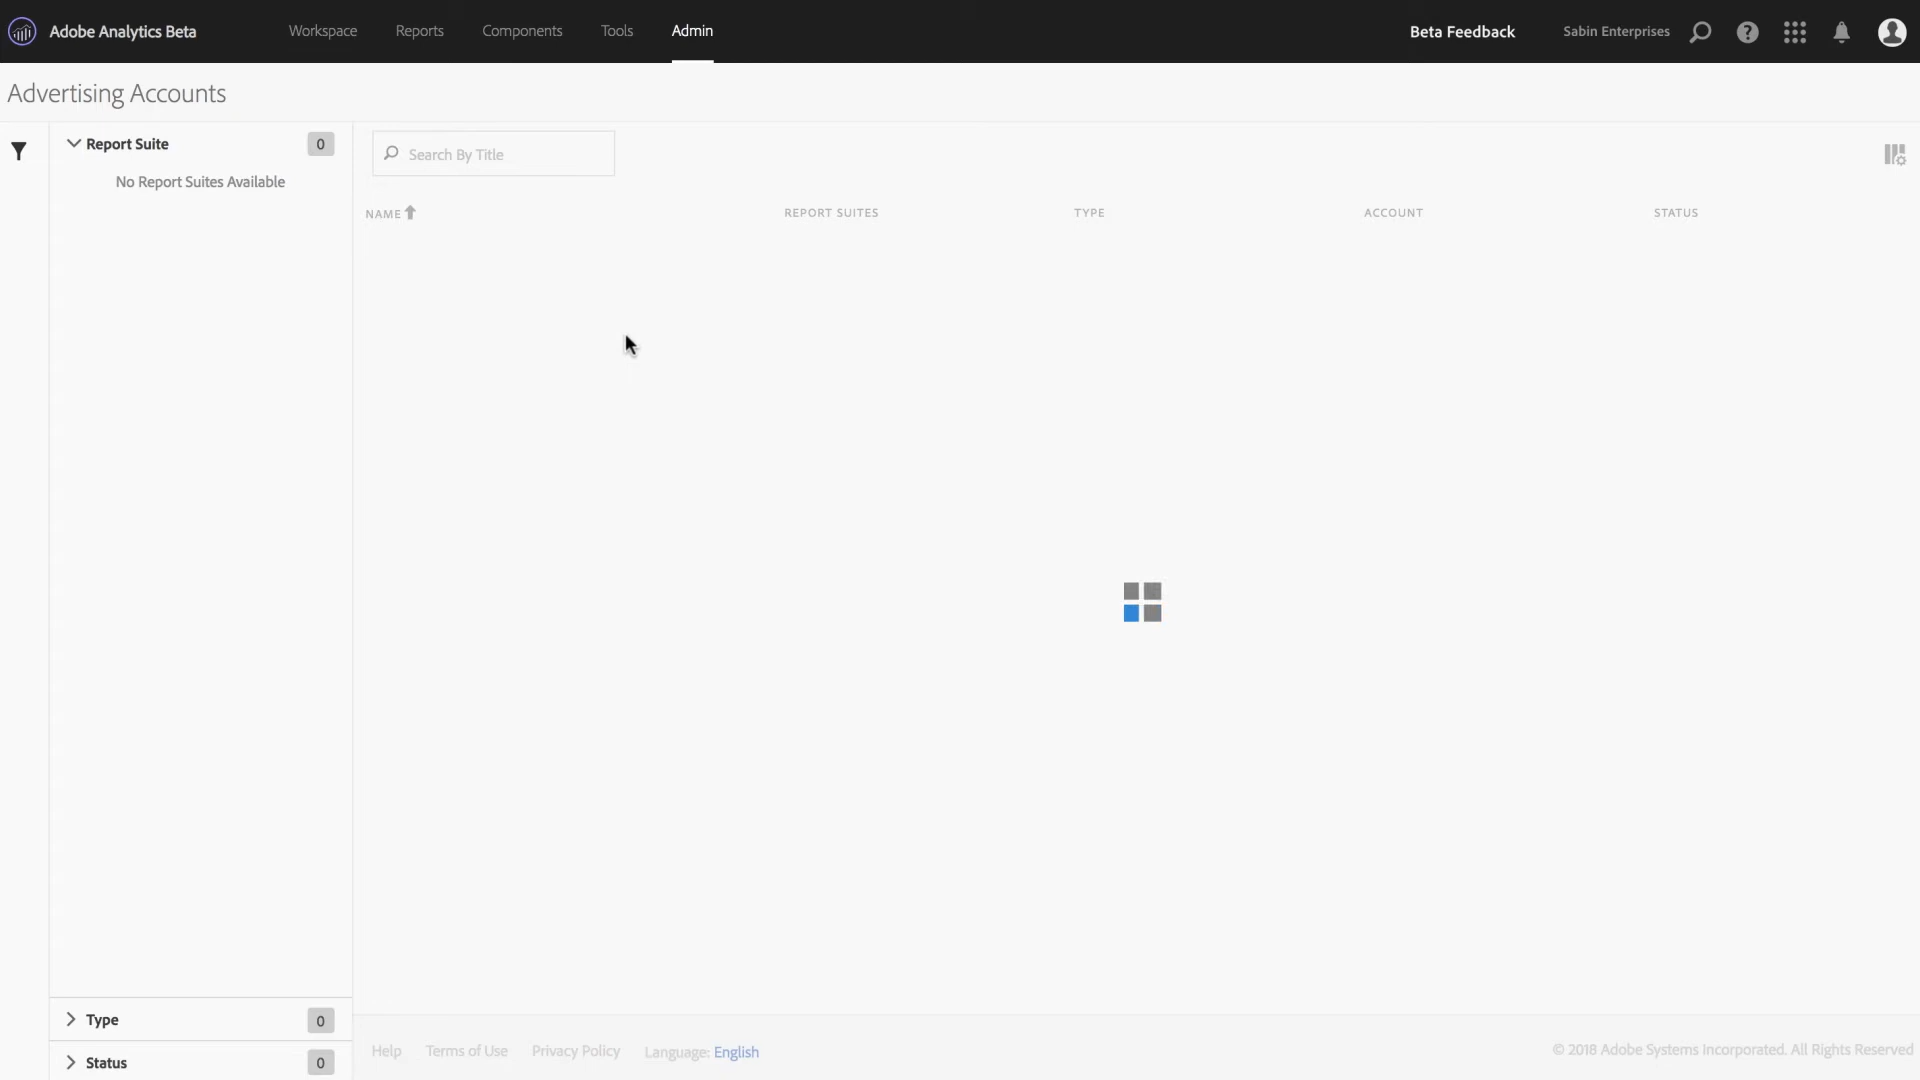 Adobe Analytics Beta Workspace Reports Components Tools Admin Beta Feedback Sabin Enterprises
Advertising Accounts
Report Suite 0
No Report Suites Available
Search By Title
NAME REPORT SUITES TYPE ACCOUNT STATUS
Type 0
Status 0
Help Terms of Use Privacy Policy Language: English © 2018 Adobe Systems Incorporated. All Rights Reserved